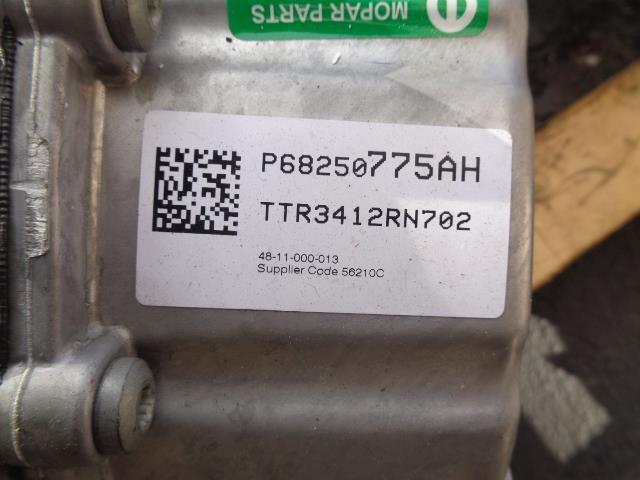 MOPAR PARTS
P68250775AH
TTR3412RN702
48-11-000-013
Supplier Code 56210C